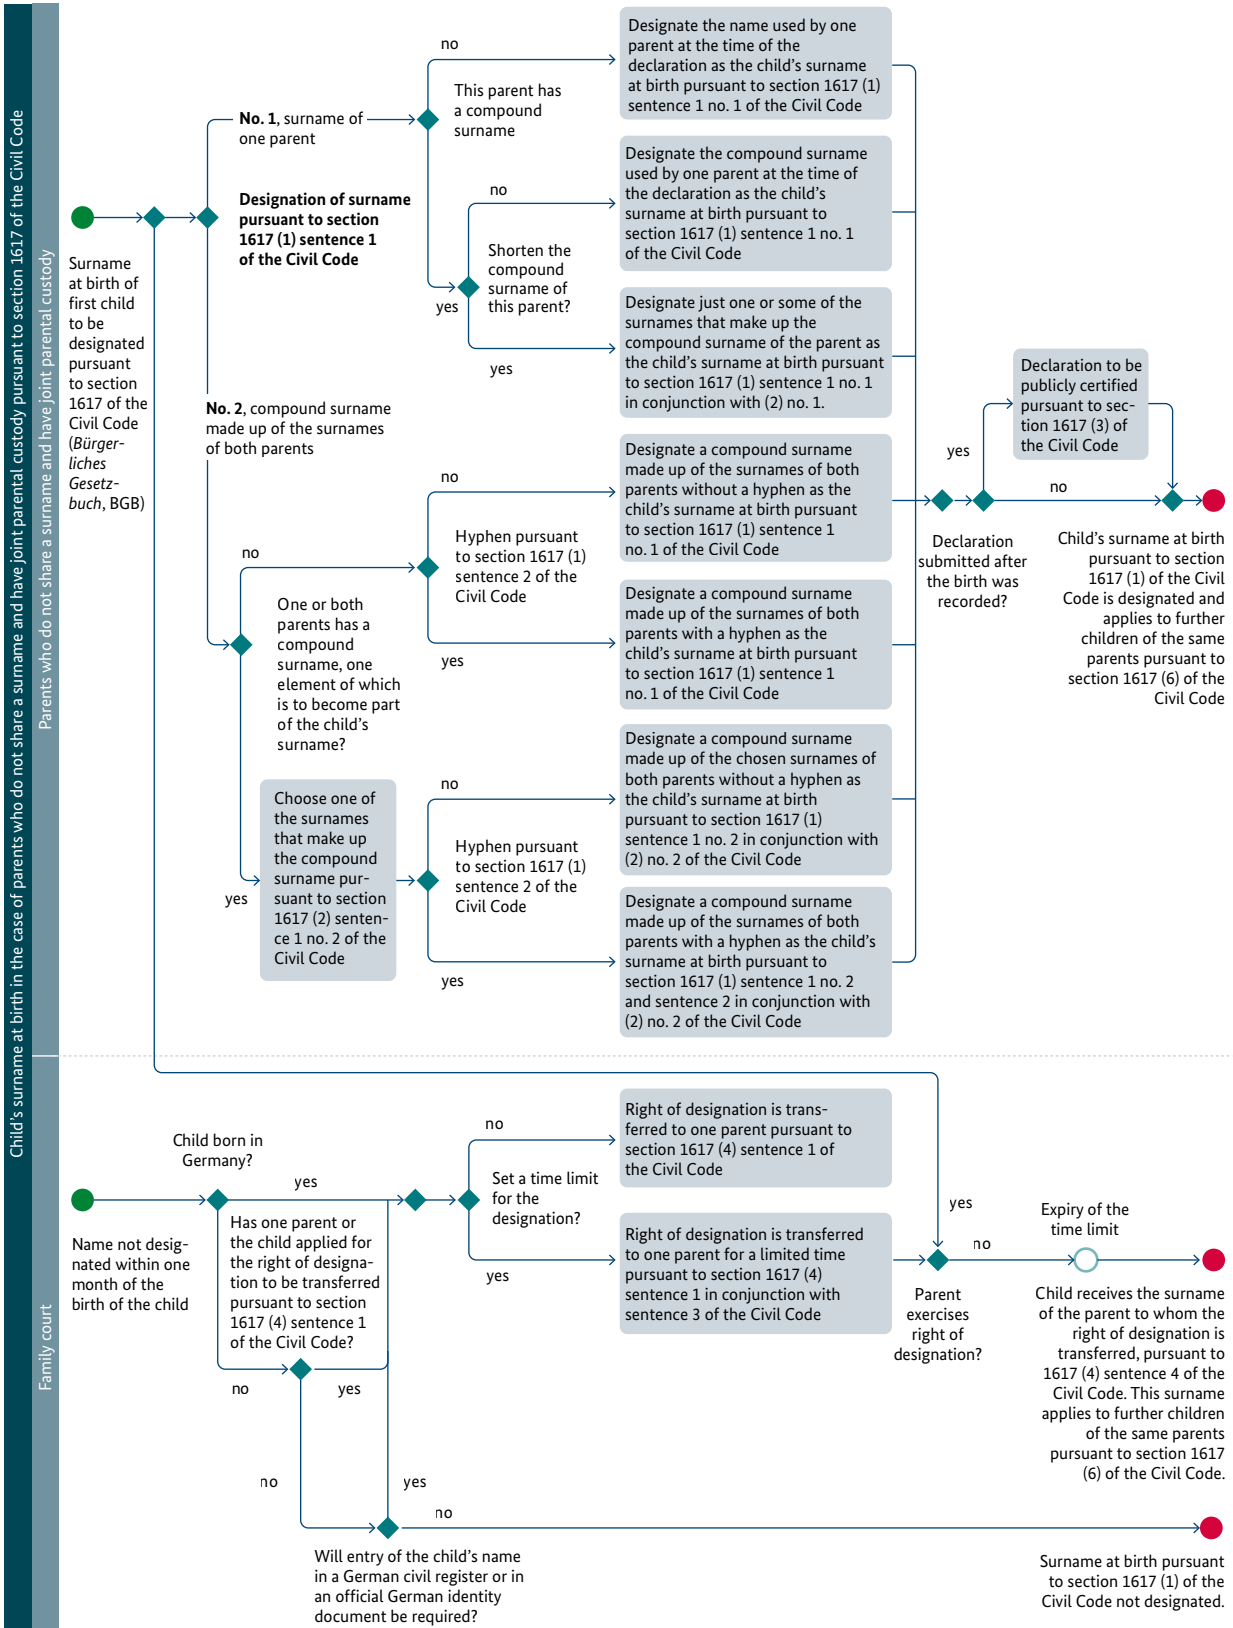 Child's surname at birth in the case of parents who do not share a surname and have joint parental custody pursuant to section 1617 of the Civil Code
Parents who do not share a surname and have joint parental custody
Surname
at birth of
first child
to be
designated
pursuant
to section
1617 of the
Civil Code
(Bürger-
liches
Gesetz-
buch, BGB)
No. 1, surname of
one parent
Designation of surname
pursuant to section
1617 (1) sentence 1
of the Civil Code
No. 2, compound surname
made up of the surnames
of both parents
no
This parent has
a compound
surname
yes
no
Shorten the
compound
surname of
this parent?
yes
Designate the name used by one
parent at the time of the
declaration as the child's surname
at birth pursuant to section 1617 (1)
sentence 1 no. 1 of the Civil Code
Designate the compound surname
used by one parent at the time of
the declaration as the child's
surname at birth pursuant to
section 1617 (1) sentence 1 no. 1
of the Civil Code
Designate just one or some of the
surnames that make up the
compound surname of the parent as
the child's surname at birth pursuant
to section 1617 (1) sentence 1 no. 1
in conjunction with (2) no. 1.
no
One or both
parents has a
compound
surname, one
element of which
is to become part
of the child's
surname?
yes
Choose one of
the surnames
that make up
the compound
surname pur-
suant to section
1617 (2) senten-
ce 1 no. 2 of the
Civil Code
no
Hyphen pursuant
to section 1617 (1)
sentence 2 of the
Civil Code
yes
Designate a compound surname
made up of the surnames of both
parents without a hyphen as the
child's surname at birth pursuant
to section 1617 (1) sentence 1
no. 1 of the Civil Code
Designate a compound surname
made up of the surnames of both
parents with a hyphen as the
child's surname at birth pursuant
to section 1617 (1) sentence 1
no. 1 of the Civil Code
no
Hyphen pursuant
to section 1617 (1)
sentence 2 of the
Civil Code
yes
Designate a compound surname
made up of the chosen surnames of
both parents without a hyphen as
the child's surname at birth
pursuant to section 1617 (1)
sentence 1 no. 2 in conjunction with
(2) no. 2 of the Civil Code
Designate a compound surname
made up of the surnames of both
parents with a hyphen as the child's
surname at birth pursuant to
section 1617 (1) sentence 1 no. 2
and sentence 2 in conjunction with
(2) no. 2 of the Civil Code
Declaration
submitted after
the birth was
recorded?
yes
no
Declaration to be
publicly certified
pursuant to sec-
tion 1617 (3) of
the Civil Code
Child's surname at birth
pursuant to section
1617 (1) of the Civil
Code is designated and
applies to further
children of the same
parents pursuant to
section 1617 (6) of the
Civil Code
Family court
Name not desig-
nated within one
month of the
birth of the child
Child born in
Germany?
yes
Has one parent or
the child applied for
the right of designa-
tion to be transferred
pursuant to section
1617 (4) sentence 1
of the Civil Code?
no
yes
no
yes
no
Will entry of the child's name
in a German civil register or in
an official German identity
document be required?
no
Set a time limit
for the
designation?
yes
Right of designation is trans-
ferred to one parent pursuant to
section 1617 (4) sentence 1 of
the Civil Code
Right of designation is transferred
to one parent for a limited time
pursuant to section 1617 (4)
sentence 1 in conjunction with
sentence 3 of the Civil Code
yes
no
Parent
exercises
right of
designation?
Expiry of the
time limit
Child receives the surname
of the parent to whom the
right of designation is
transferred, pursuant to
1617 (4) sentence 4 of the
Civil Code. This surname
applies to further children
of the same parents
pursuant to section 1617
(6) of the Civil Code.
Surname at birth pursuant
to section 1617 (1) of the
Civil Code not designated.